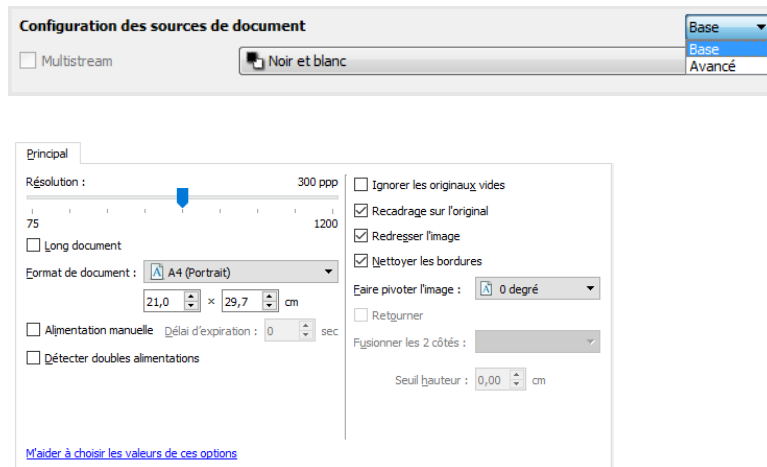 Configuration des sources de document
Base
Base
Avancé
Multistream
Noir et blanc
Principal
Résolution : 300 ppp
75 1200
Long document
Format de document : A4 (Portrait)
21,0 × 29,7 cm
Alimentation manuelle Délai d'expiration : 0 sec
Détecter doubles alimentations
M'aider à choisir les valeurs de ces options
Ignorer les originaux vides
Recadrage sur l'original
Redresser l'image
Nettoyer les bordures
Faire pivoter l'image : 0 degré
Retourner
Fusionner les 2 côtés :
Seuil hauteur : 0,00 cm